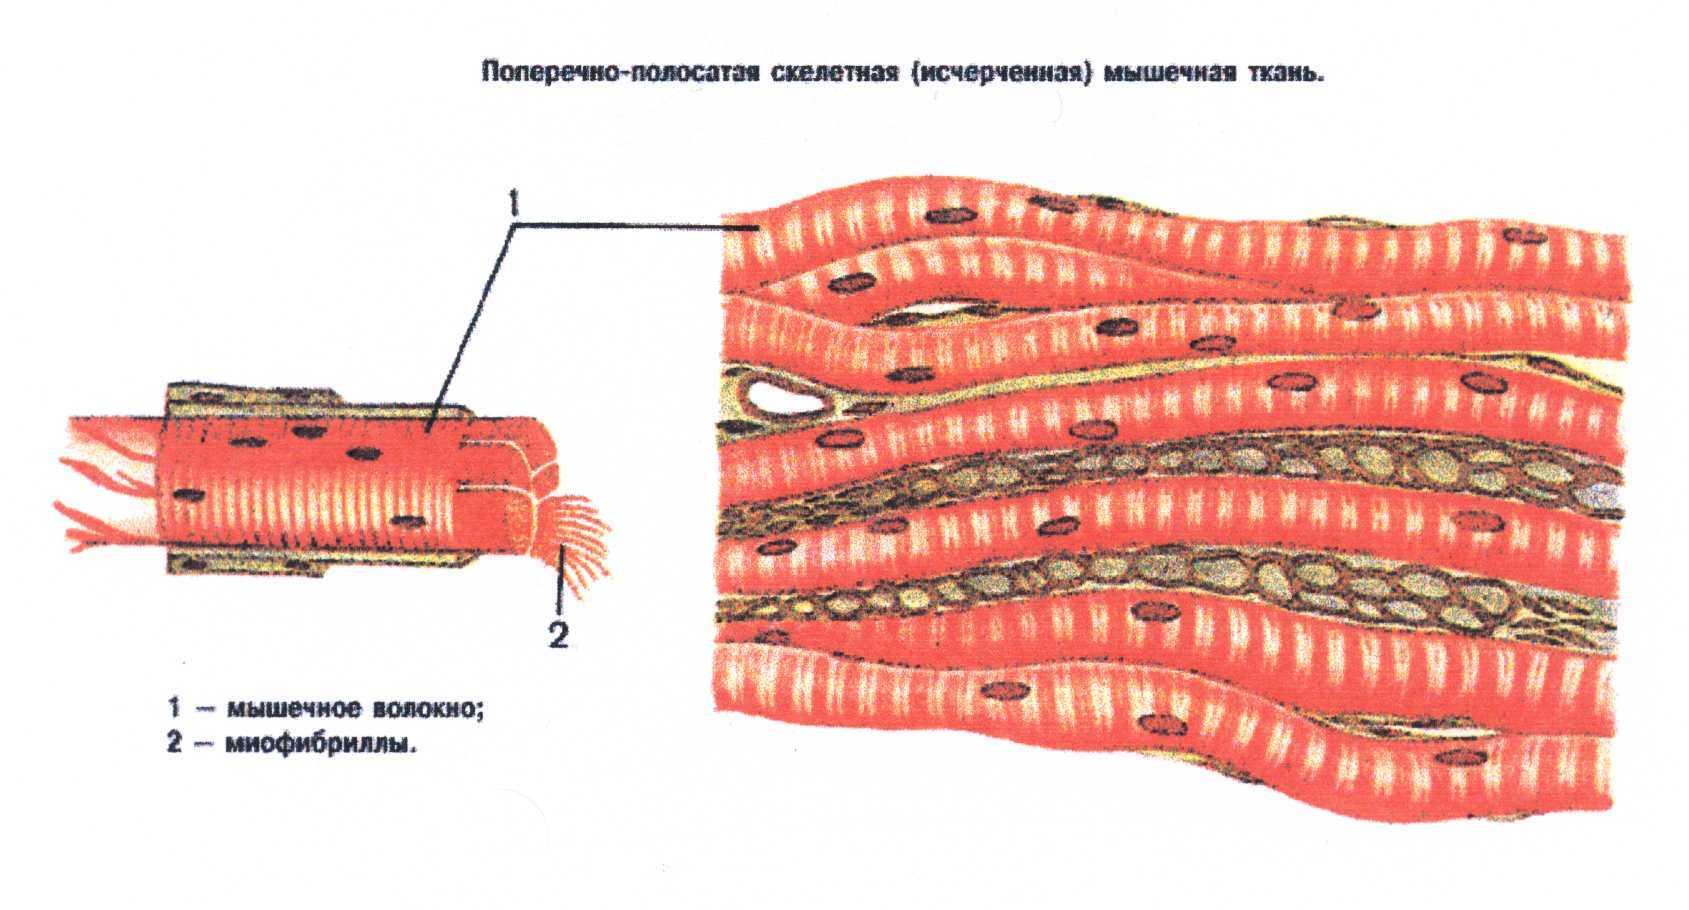 Поперечно-полосатая скелетная (исчерченная) мышечная ткань.
1
2
1 – мышечное волокно;
2 – миофибриллы.